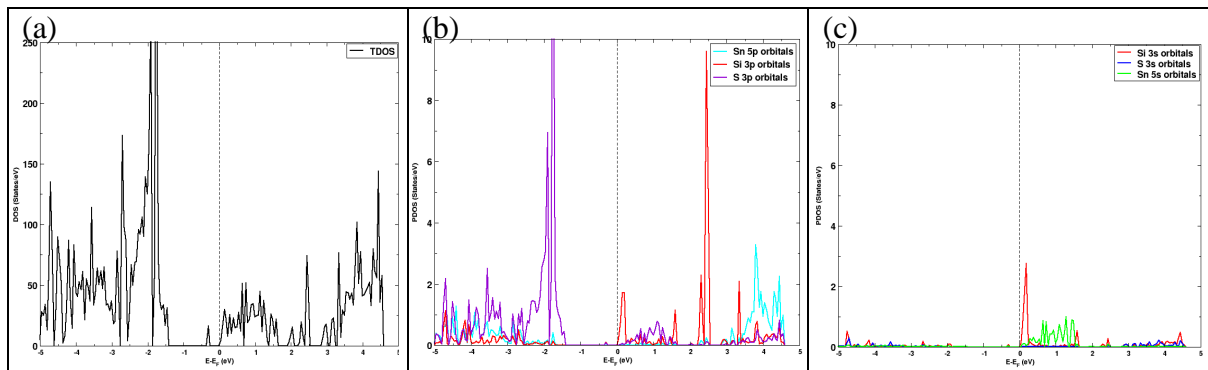 (a)
TDOS
250
200
150
100
50
0
DOS (States/eV)
-5 -4 -3 -2 -1 0 1 2 3 4 5
E-E_F (eV)
(b)
Sn 5p orbitals
Si 3p orbitals
S 3p orbitals
10
8
6
4
2
0
PDOS (States/eV)
-5 -4 -3 -2 -1 0 1 2 3 4 5
E-E_F (eV)
(c)
Si 3s orbitals
S 3s orbitals
Sn 5s orbitals
10
8
6
4
2
0
PDOS (States/eV)
-5 -4 -3 -2 -1 0 1 2 3 4 5
E-E_F (eV)